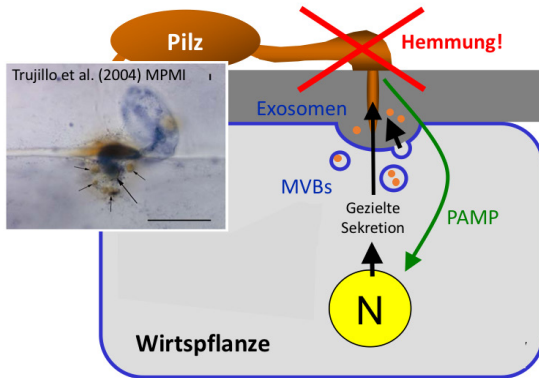 Pilz
Hemmung!
Trujillo et al. (2004) MPMI
Exosomen
MVBs
Gezielte
Sekretion
PAMP
N
Wirtspflanze